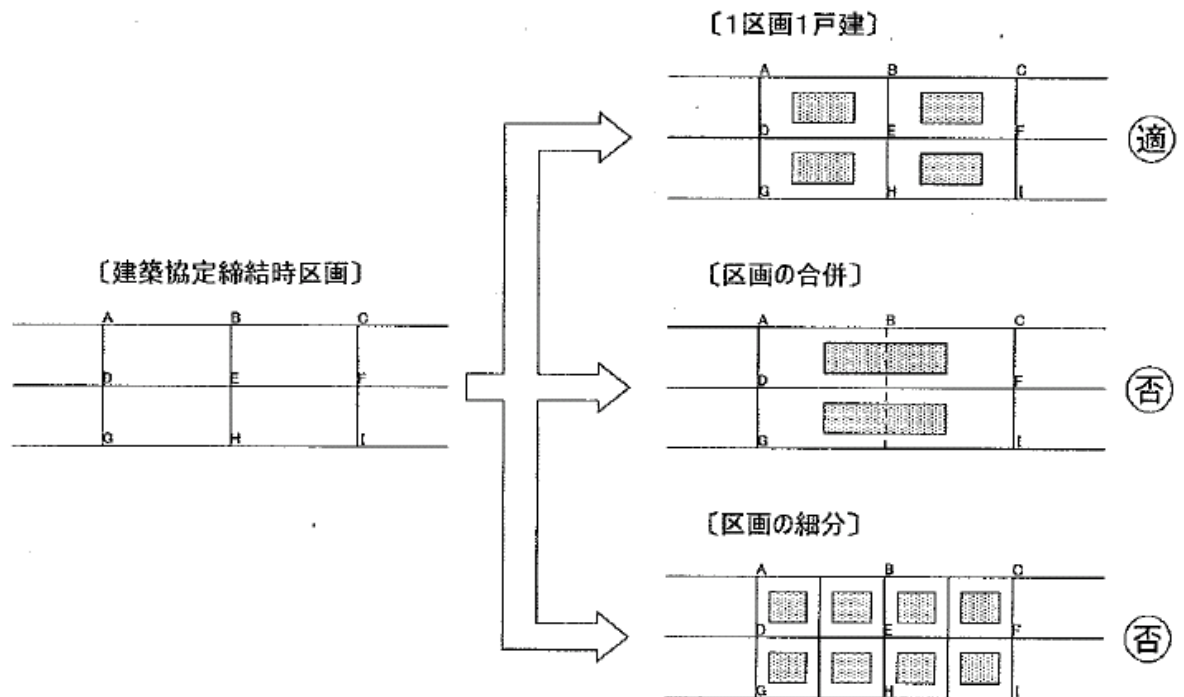 〔1区画1戸建〕
A B C
D E F
G H I
適
〔建築協定締結時区画〕
A B C
D E F
G H I
〔区画の合併〕
A B C
D F
G I
否
〔区画の細分〕
A B C
D E F
G H I
否